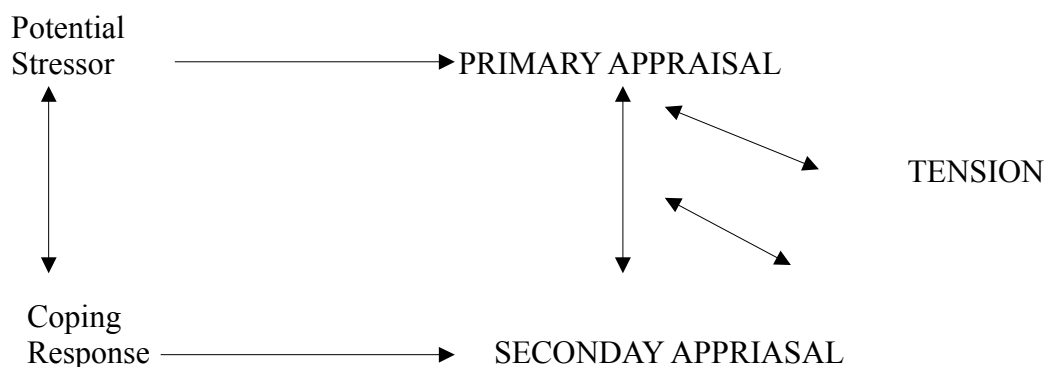 Potential
Stressor
PRIMARY APPRAISAL
TENSION
Coping
Response
SECONDAY APPRIASAL